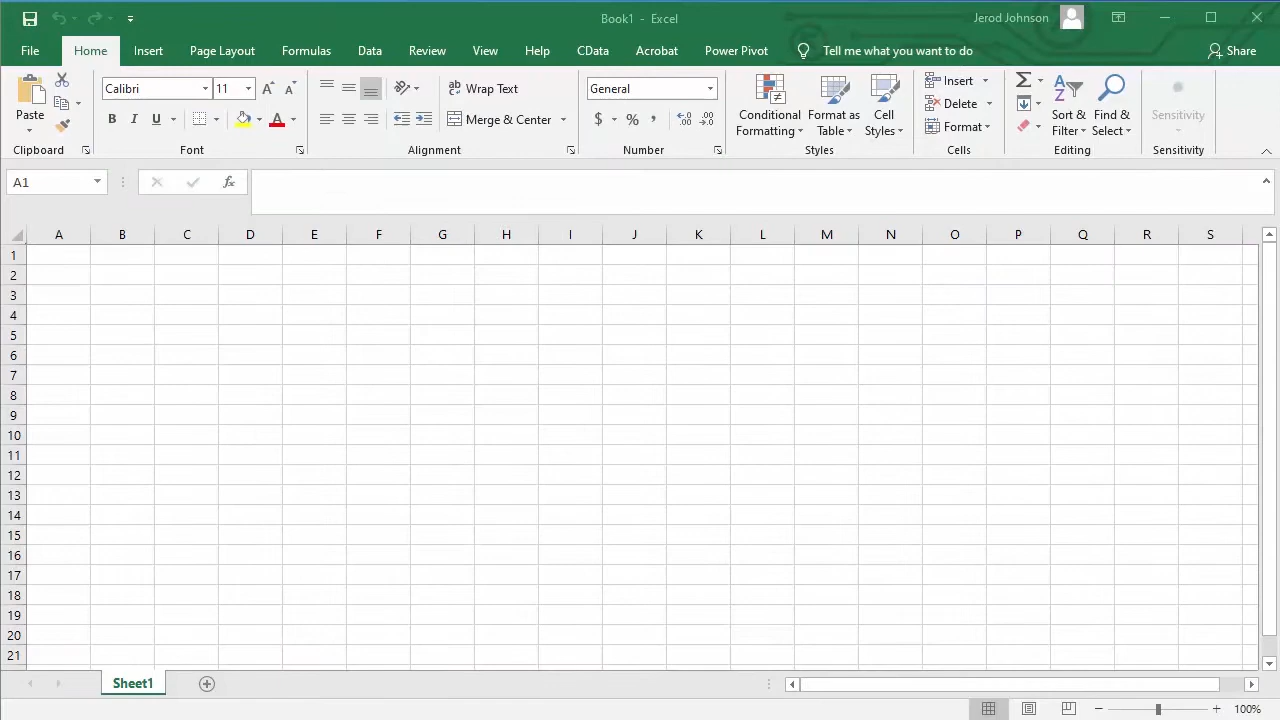 Book1 - Excel
Jerod Johnson
File Home Insert Page Layout Formulas Data Review View Help CData Acrobat Power Pivot Tell me what you want to do Share
Paste
Clipboard
Calibri 11
B I U A
Font
Wrap Text
Merge & Center
Alignment
General
$ % ,
Number
Conditional Formatting
Format as Table
Cell Styles
Styles
Insert
Delete
Format
Cells
Sort & Filter
Find & Select
Editing
Sensitivity
Sensitivity
A1
fx
A B C D E F G H I J K L M N O P Q R S
1
2
3
4
5
6
7
8
9
10
11
12
13
14
15
16
17
18
19
20
21
Sheet1
100%